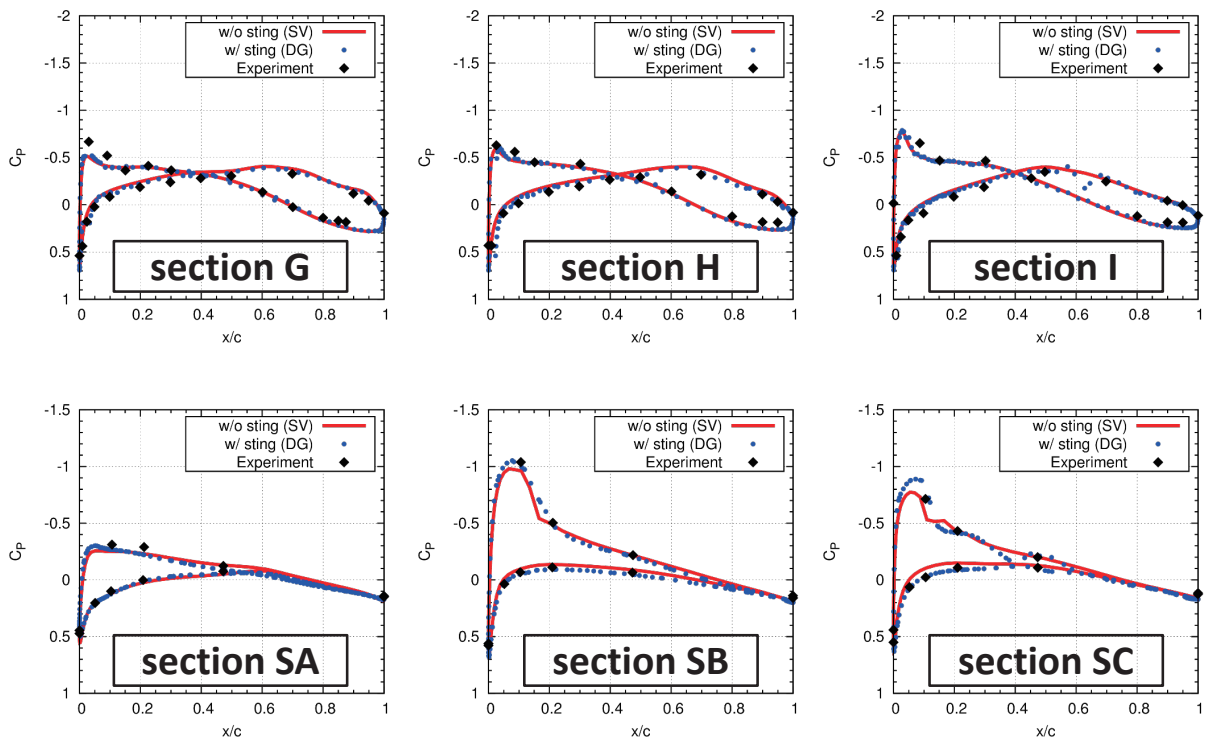 -2
-1.5
-1
-0.5
0
0.5
1
C_P
w/o sting (SV)
w/ sting (DG)
Experiment
section G
0 0.2 0.4 0.6 0.8 1
x/c
-2
-1.5
-1
-0.5
0
0.5
1
C_P
w/o sting (SV)
w/ sting (DG)
Experiment
section H
0 0.2 0.4 0.6 0.8 1
x/c
-2
-1.5
-1
-0.5
0
0.5
1
C_P
w/o sting (SV)
w/ sting (DG)
Experiment
section I
0 0.2 0.4 0.6 0.8 1
x/c
-1.5
-1
-0.5
0
0.5
1
C_P
w/o sting (SV)
w/ sting (DG)
Experiment
section SA
0 0.2 0.4 0.6 0.8 1
x/c
-1.5
-1
-0.5
0
0.5
1
C_P
w/o sting (SV)
w/ sting (DG)
Experiment
section SB
0 0.2 0.4 0.6 0.8 1
x/c
-1.5
-1
-0.5
0
0.5
1
C_P
w/o sting (SV)
w/ sting (DG)
Experiment
section SC
0 0.2 0.4 0.6 0.8 1
x/c